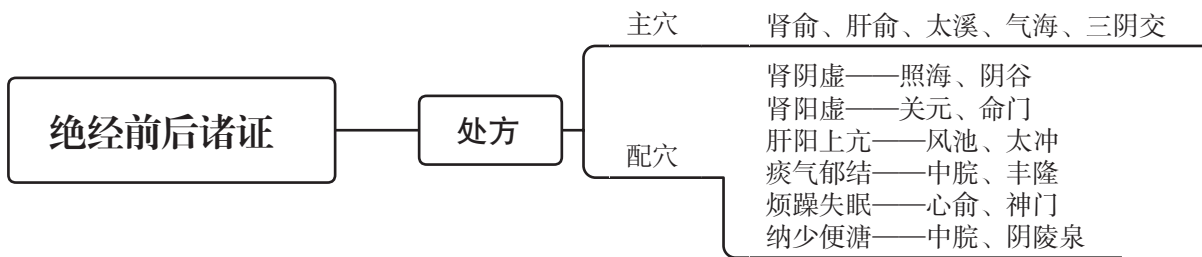 绝经前后诸证
处方
主穴
肾俞、肝俞、太溪、气海、三阴交
配穴
肾阴虚——照海、阴谷
肾阳虚——关元、命门
肝阳上亢——风池、太冲
痰气郁结——中脘、丰隆
烦躁失眠——心俞、神门
纳少便溏——中脘、阴陵泉